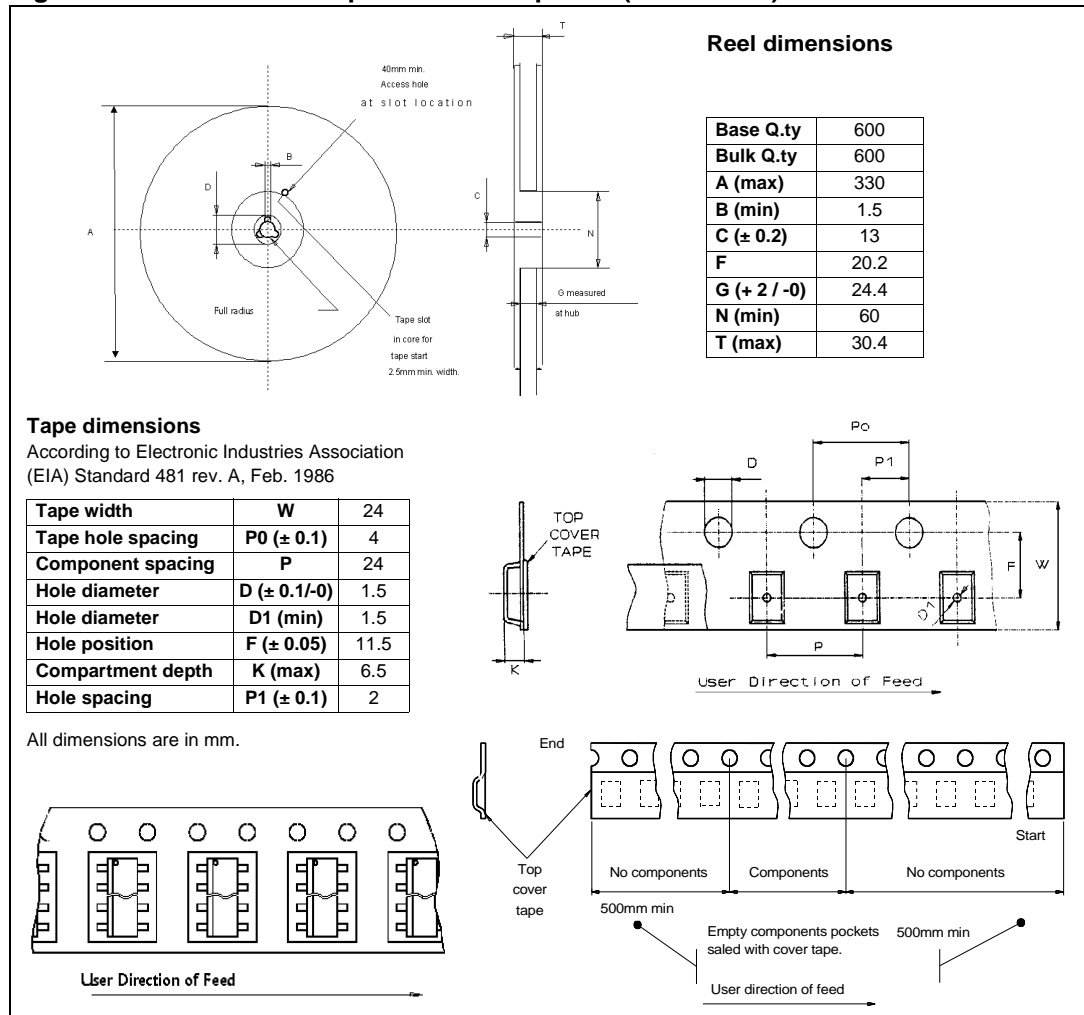 Reel dimensions
T
40mm min.
Access hole
at slot location
B
D
A
C
N
Full radius
Tape slot
in core for
tape start
2.5mm min. width.
G measured
at hub
Base Q.ty 600
Bulk Q.ty 600
A (max) 330
B (min) 1.5
C (± 0.2) 13
F 20.2
G (+ 2 / -0) 24.4
N (min) 60
T (max) 30.4
Tape dimensions
According to Electronic Industries Association
(EIA) Standard 481 rev. A, Feb. 1986
Tape width W 24
Tape hole spacing P0 (± 0.1) 4
Component spacing P 24
Hole diameter D (± 0.1/-0) 1.5
Hole diameter D1 (min) 1.5
Hole position F (± 0.05) 11.5
Compartment depth K (max) 6.5
Hole spacing P1 (± 0.1) 2
All dimensions are in mm.
TOP
COVER
TAPE
K
Po
D
P1
F
W
D1
P
User Direction of Feed
End
Start
Top
cover
tape
No components
Components
No components
500mm min
Empty components pockets
saled with cover tape.
500mm min
User direction of feed
User Direction of Feed